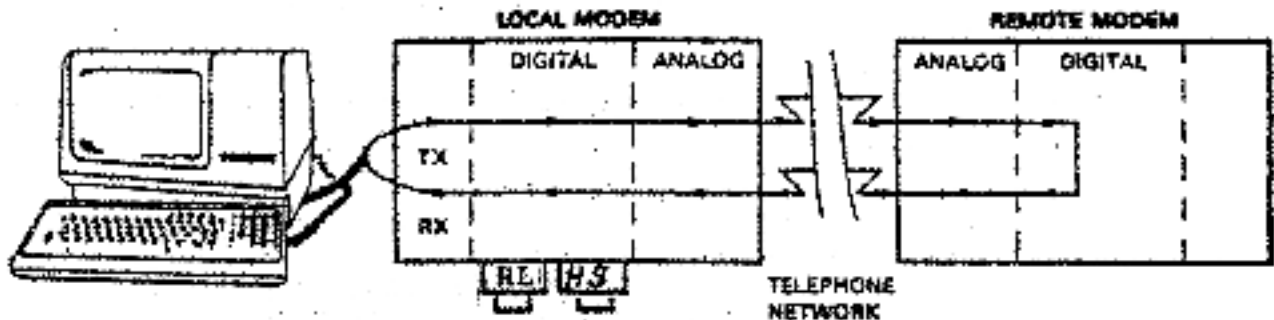 LOCAL MODEM
REMOTE MODEM
DIGITAL
ANALOG
ANALOG
DIGITAL
TX
RX
RL
HS
TELEPHONE
NETWORK